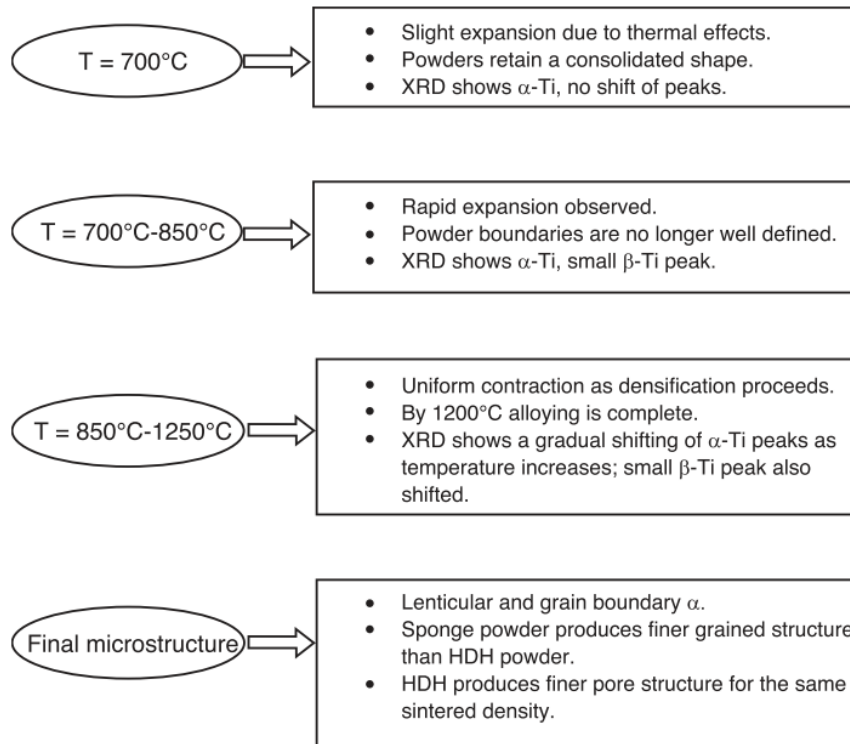 T = 700°C
• Slight expansion due to thermal effects.
• Powders retain a consolidated shape.
• XRD shows α-Ti, no shift of peaks.
T = 700°C-850°C
• Rapid expansion observed.
• Powder boundaries are no longer well defined.
• XRD shows α-Ti, small β-Ti peak.
T = 850°C-1250°C
• Uniform contraction as densification proceeds.
• By 1200°C alloying is complete.
• XRD shows a gradual shifting of α-Ti peaks as
temperature increases; small β-Ti peak also
shifted.
Final microstructure
• Lenticular and grain boundary α.
• Sponge powder produces finer grained structure
than HDH powder.
• HDH produces finer pore structure for the same
sintered density.